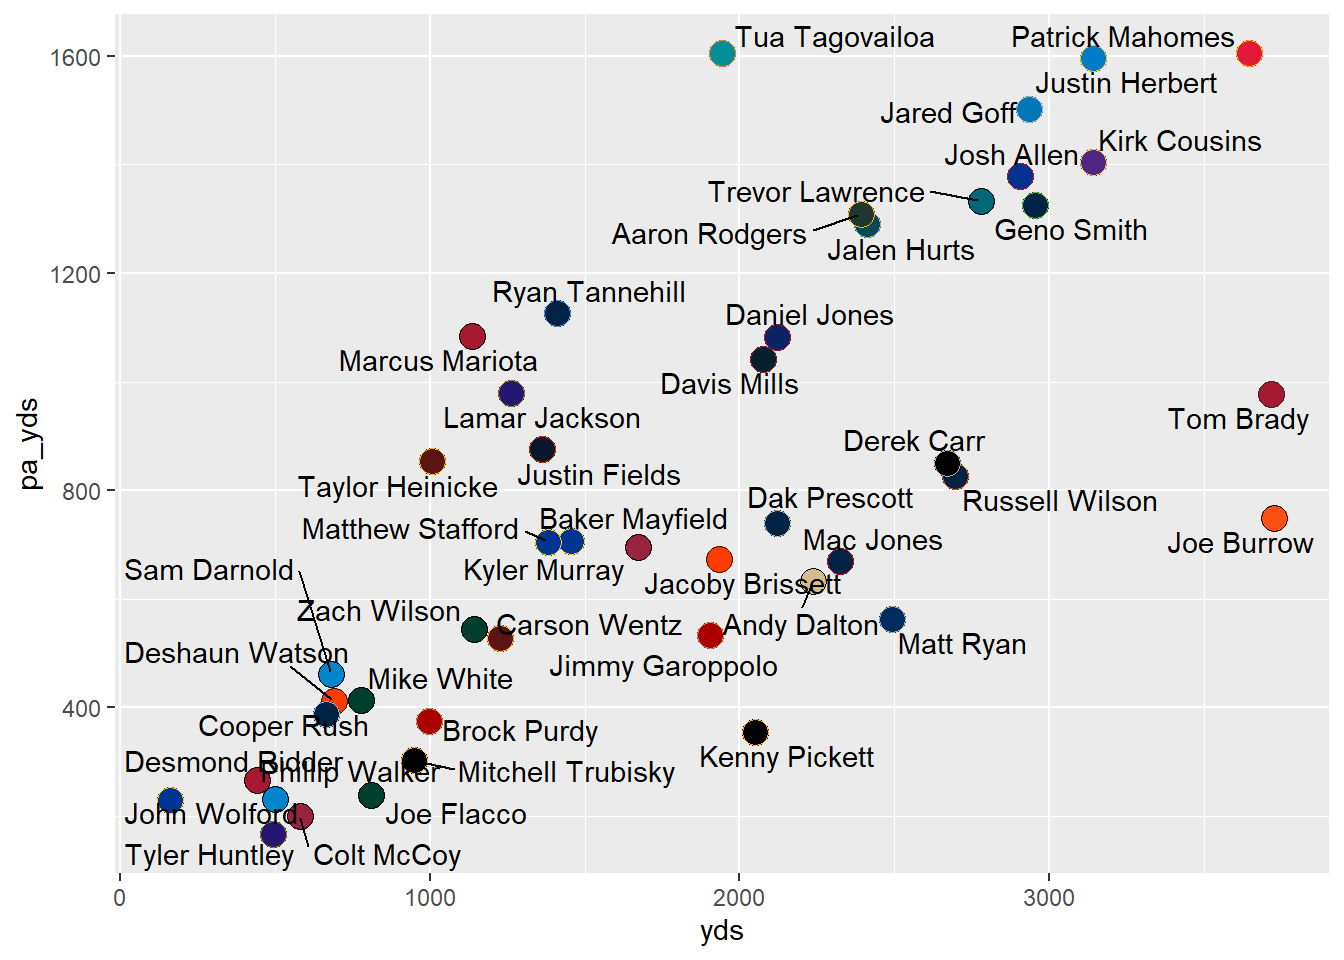 Tua Tagovailoa
Patrick Mahomes
Justin Herbert
Jared Goff
Kirk Cousins
Josh Allen
Trevor Lawrence
Geno Smith
Aaron Rodgers
Jalen Hurts
Ryan Tannehill
Daniel Jones
Marcus Mariota
Davis Mills
Lamar Jackson
Tom Brady
Derek Carr
Justin Fields
Taylor Heinicke
Dak Prescott
Russell Wilson
Matthew Stafford
Baker Mayfield
Mac Jones
Joe Burrow
Sam Darnold
Kyler Murray
Jacoby Brissett
Zach Wilson
Carson Wentz
Andy Dalton
Matt Ryan
Deshaun Watson
Jimmy Garoppolo
Mike White
Cooper Rush
Brock Purdy
Kenny Pickett
Desmond Ridder
Phillip Walker
Mitchell Trubisky
John Wolford
Joe Flacco
Tyler Huntley
Colt McCoy
1600
1200
800
400
pa_yds
0
1000
2000
3000
yds